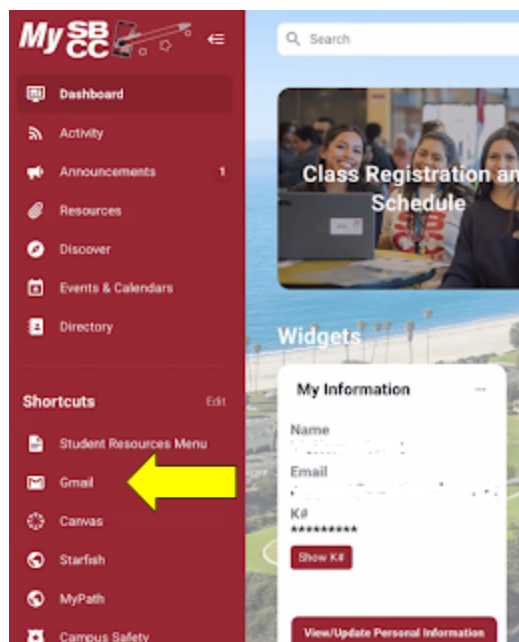 My SBCC
Dashboard
Activity
Announcements 1
Resources
Discover
Events & Calendars
Directory
Shortcuts Edit
Student Resources Menu
Gmail
Canvas
Starfish
MyPath
Campus Safety
Search
Class Registration an
Schedule
Widgets
My Information ...
Name
Email
K#
*********
Show K#
View/Update Personal Information